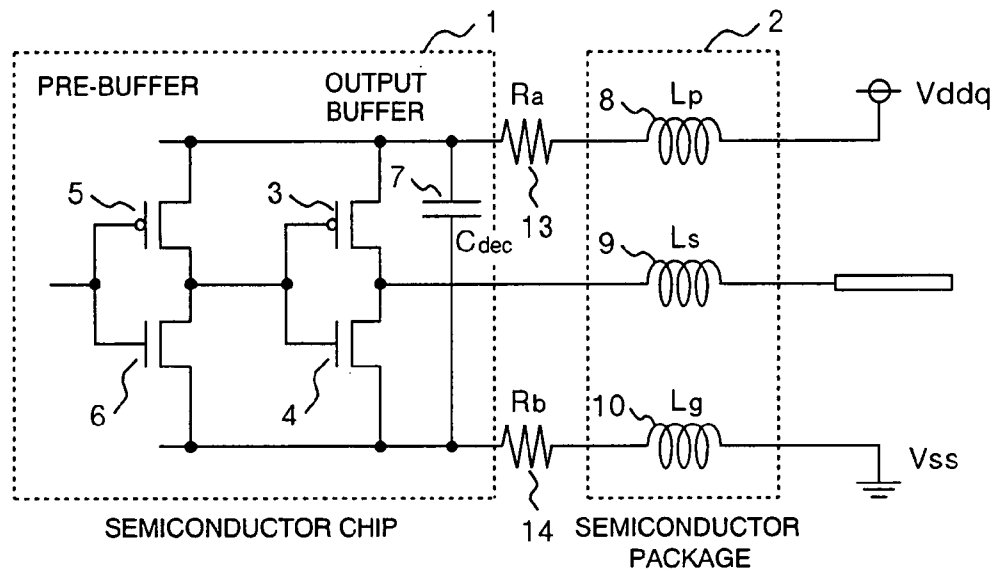 1
2
PRE-BUFFER
OUTPUT
BUFFER
Ra
8
Lp
Vddq
5
3
7
13
Cdec
9
Ls
6
4
Rb
10
Lg
Vss
14
SEMICONDUCTOR CHIP
SEMICONDUCTOR
PACKAGE